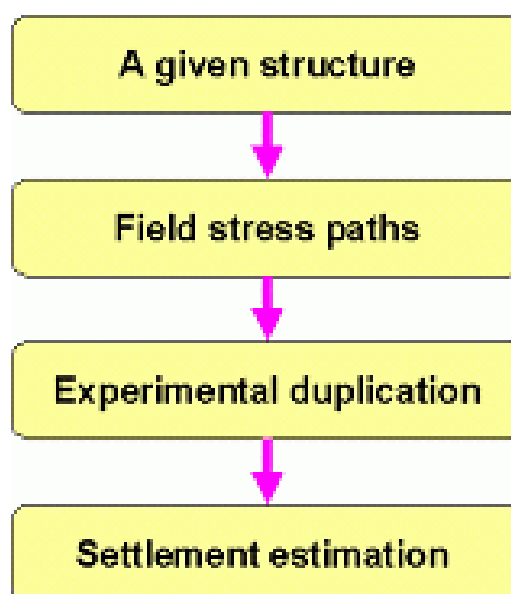 A given structure
Field stress paths
Experimental duplication
Settlement estimation